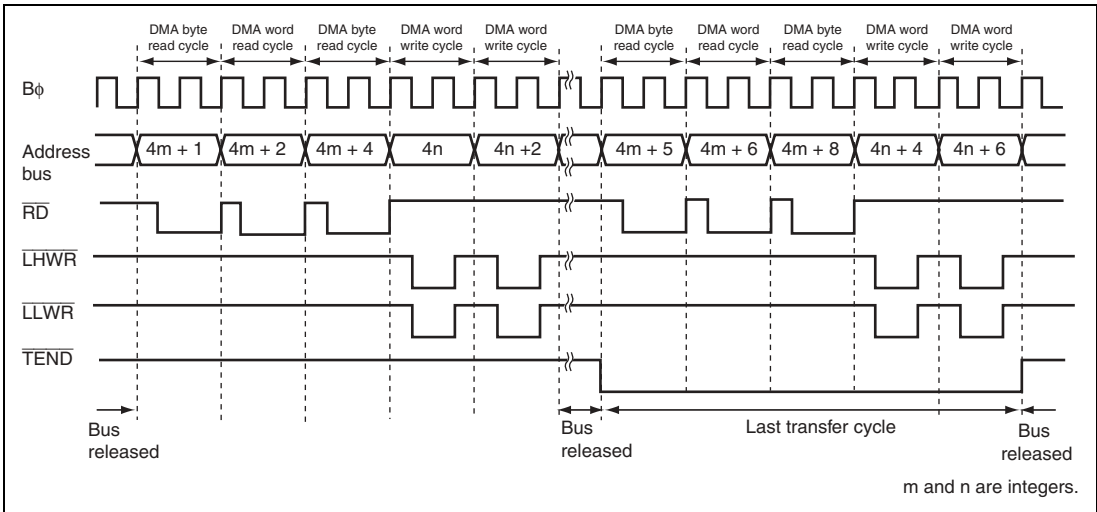 DMA byte read cycle
DMA word read cycle
DMA byte read cycle
DMA word write cycle
DMA word write cycle
DMA byte read cycle
DMA word read cycle
DMA byte read cycle
DMA word write cycle
DMA word write cycle
Bϕ
Address bus
4m + 1
4m + 2
4m + 4
4n
4n +2
4m + 5
4m + 6
4m + 8
4n + 4
4n + 6
RD
LHWR
LLWR
TEND
Bus released
Bus released
Last transfer cycle
Bus released
m and n are integers.